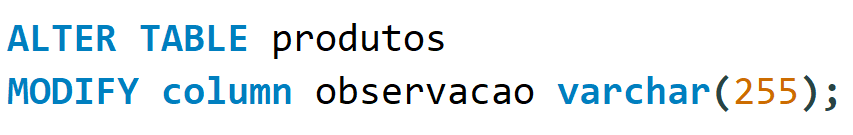 ALTER TABLE produtos
MODIFY column observacao varchar(255);